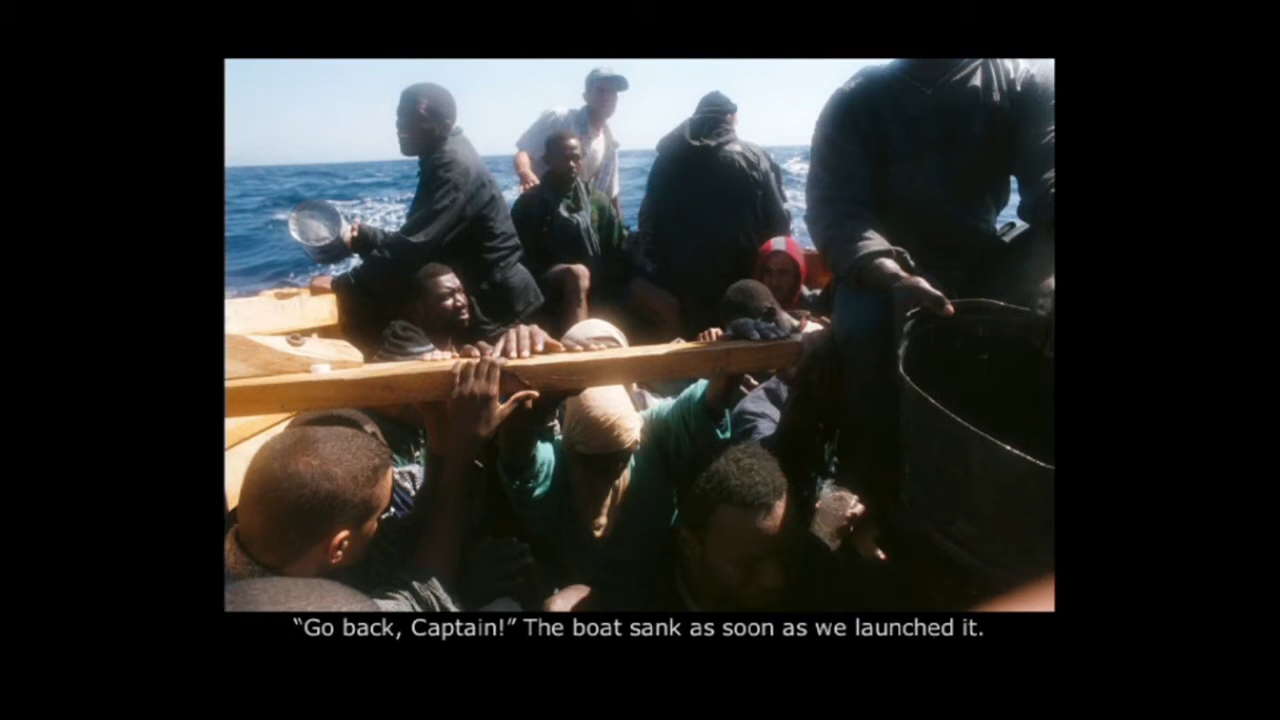 “Go back, Captain!” The boat sank as soon as we launched it.